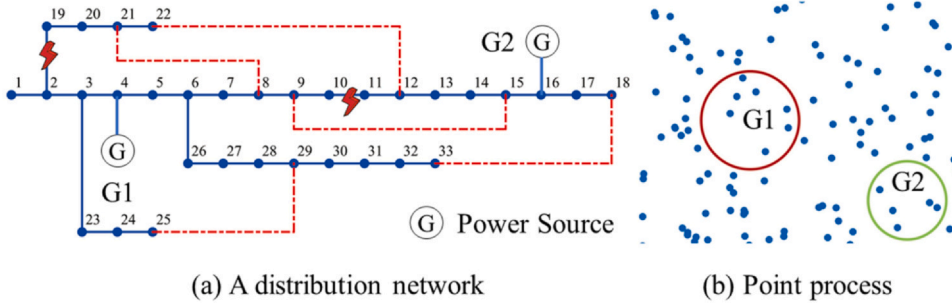 19 20 21 22
G2 G
1 2 3 4 5 6 7 8 9 10 11 12 13 14 15 16 17 18
G
G1
26 27 28 29 30 31 32 33
23 24 25
G Power Source
(a) A distribution network
G1
G2
(b) Point process